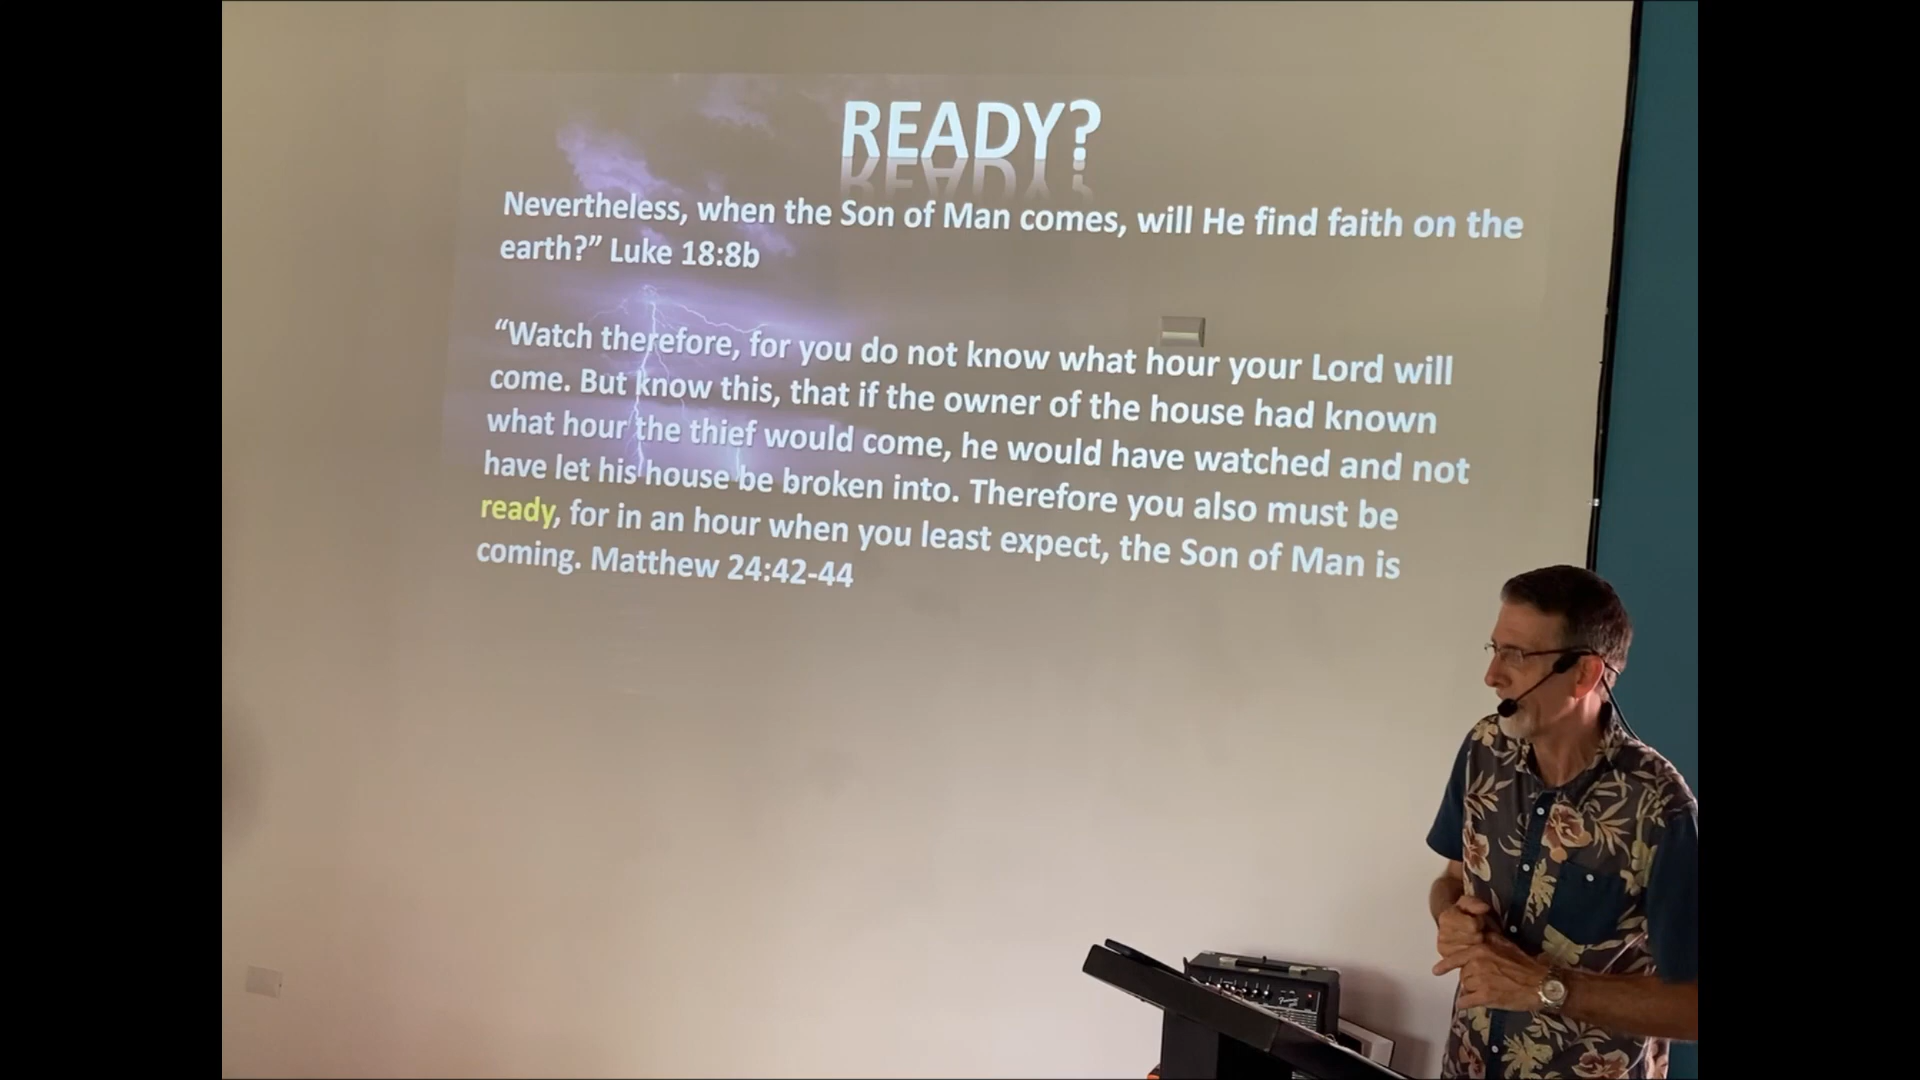 READY?
Nevertheless, when the Son of Man comes, will He find faith on the
earth?” Luke 18:8b
“Watch therefore, for you do not know what hour your Lord will
come. But know this, that if the owner of the house had known
what hour the thief would come, he would have watched and not
have let his house be broken into. Therefore you also must be
ready, for in an hour when you least expect, the Son of Man is
coming. Matthew 24:42-44